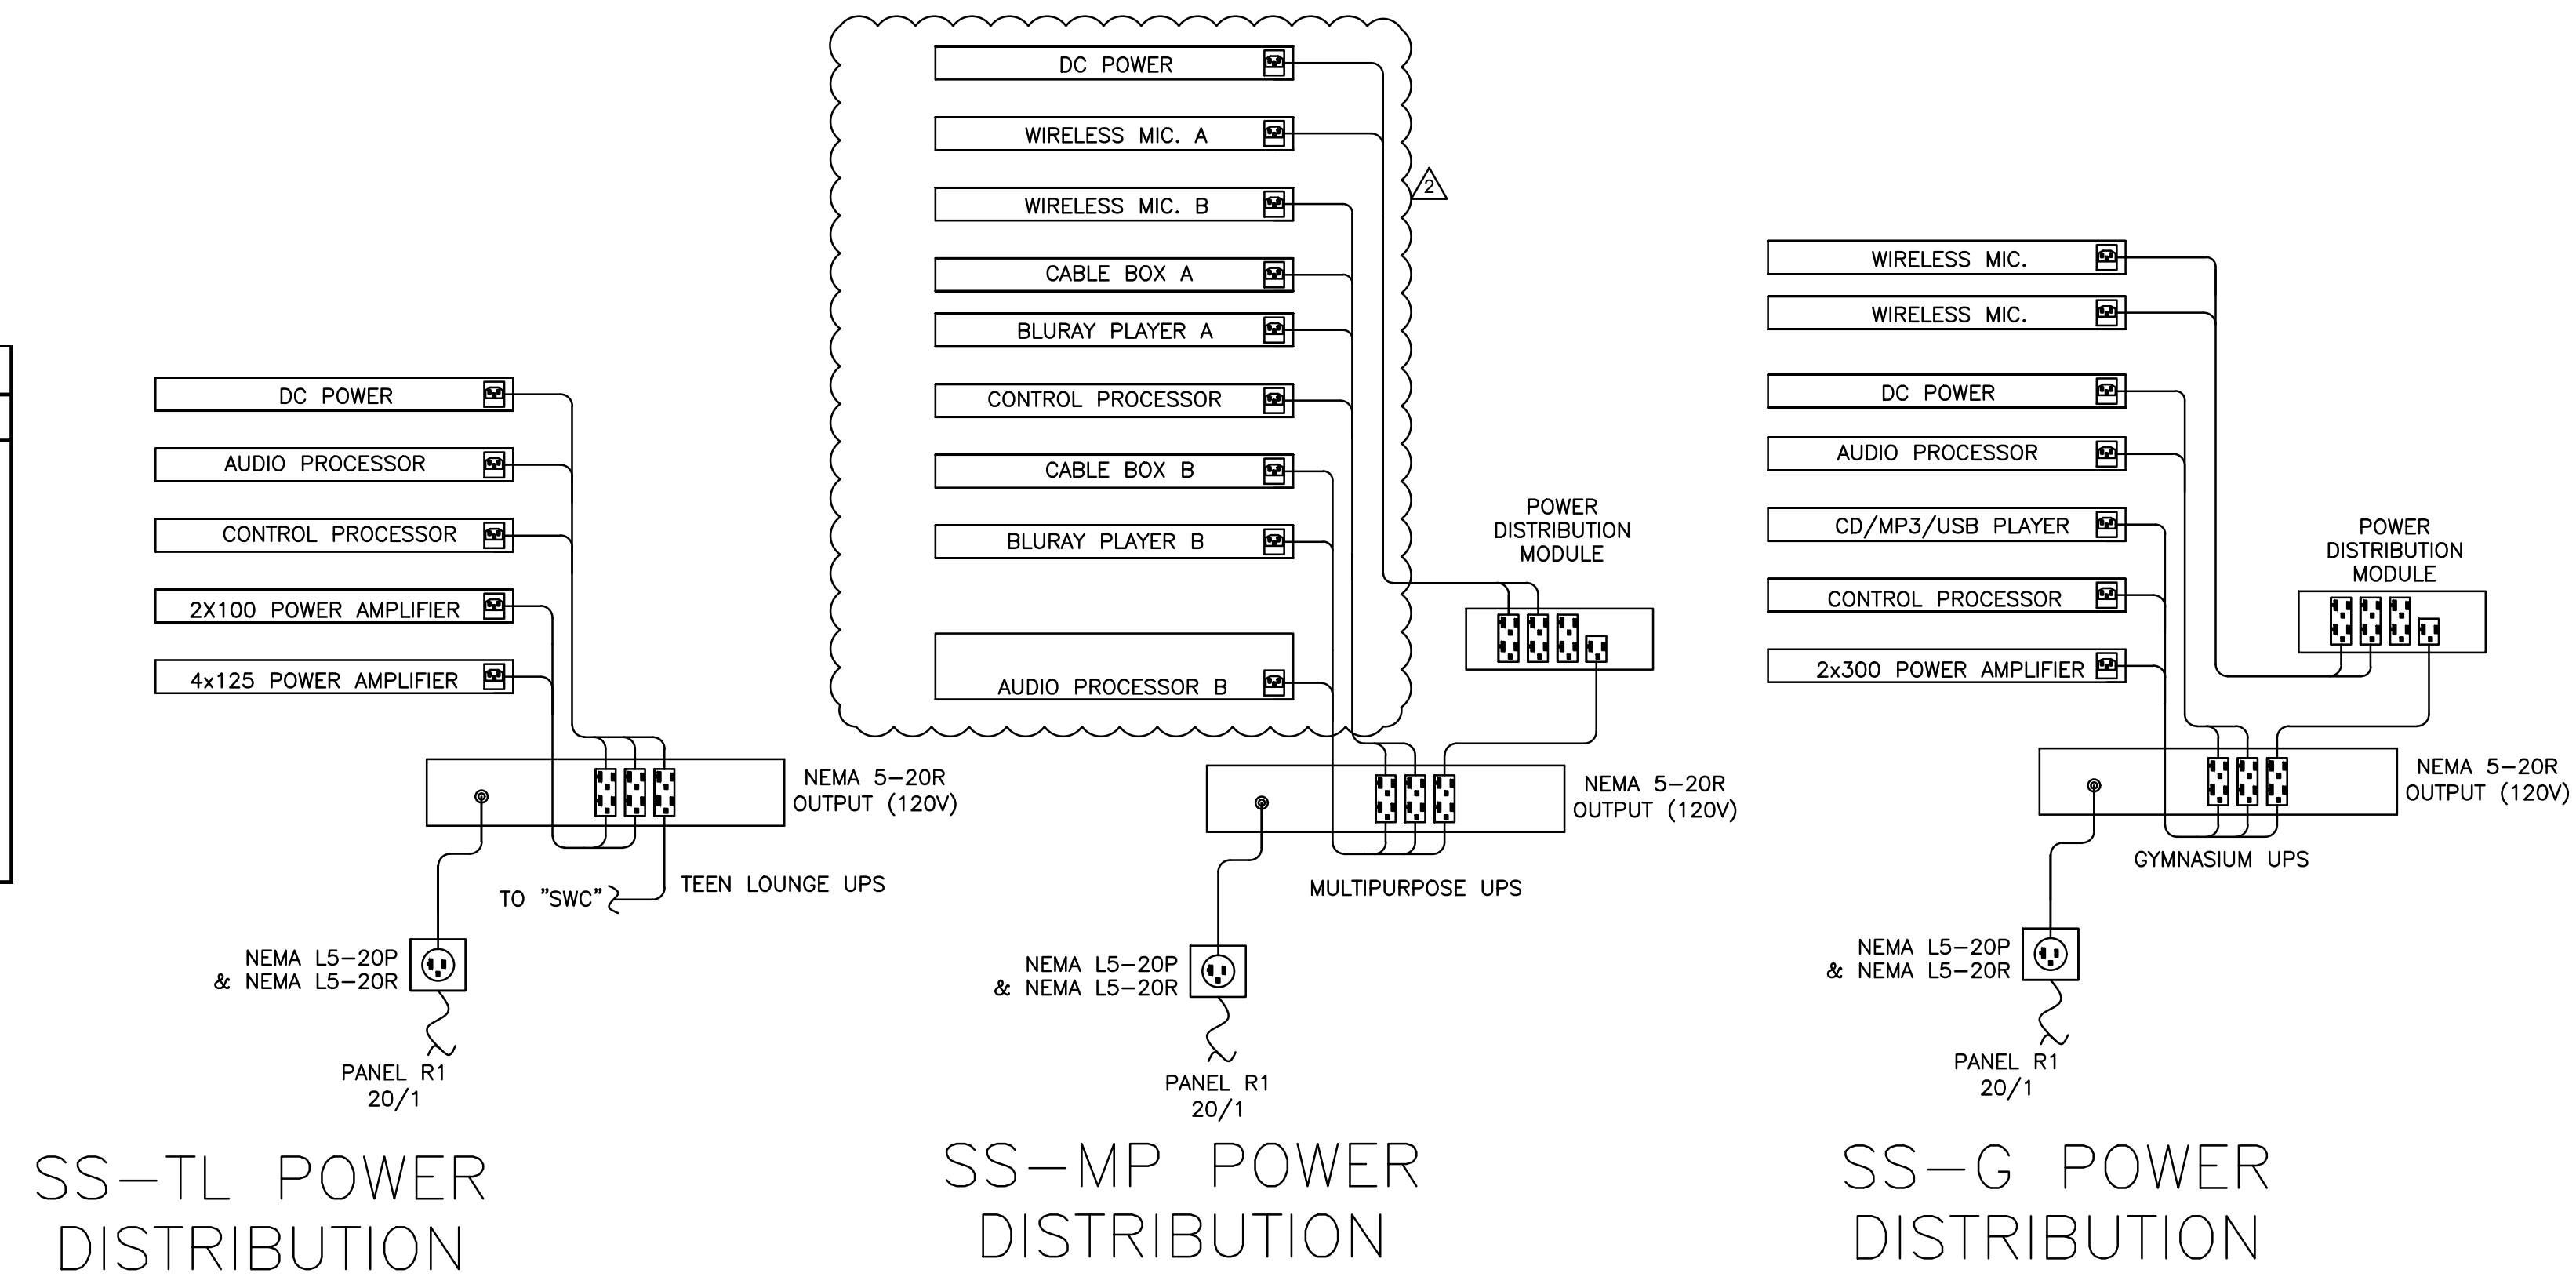 DC POWER
AUDIO PROCESSOR
CONTROL PROCESSOR
2X100 POWER AMPLIFIER
4x125 POWER AMPLIFIER
NEMA 5-20R
OUTPUT (120V)
TEEN LOUNGE UPS
TO "SWC"
NEMA L5-20P
& NEMA L5-20R
PANEL R1
20/1
SS-TL POWER
DISTRIBUTION
DC POWER
WIRELESS MIC. A
2
WIRELESS MIC. B
CABLE BOX A
BLURAY PLAYER A
CONTROL PROCESSOR
CABLE BOX B
BLURAY PLAYER B
AUDIO PROCESSOR B
POWER
DISTRIBUTION
MODULE
NEMA 5-20R
OUTPUT (120V)
MULTIPURPOSE UPS
NEMA L5-20P
& NEMA L5-20R
PANEL R1
20/1
SS-MP POWER
DISTRIBUTION
WIRELESS MIC.
WIRELESS MIC.
DC POWER
AUDIO PROCESSOR
CD/MP3/USB PLAYER
CONTROL PROCESSOR
2x300 POWER AMPLIFIER
POWER
DISTRIBUTION
MODULE
NEMA 5-20R
OUTPUT (120V)
GYMNASIUM UPS
NEMA L5-20P
& NEMA L5-20R
PANEL R1
20/1
SS-G POWER
DISTRIBUTION